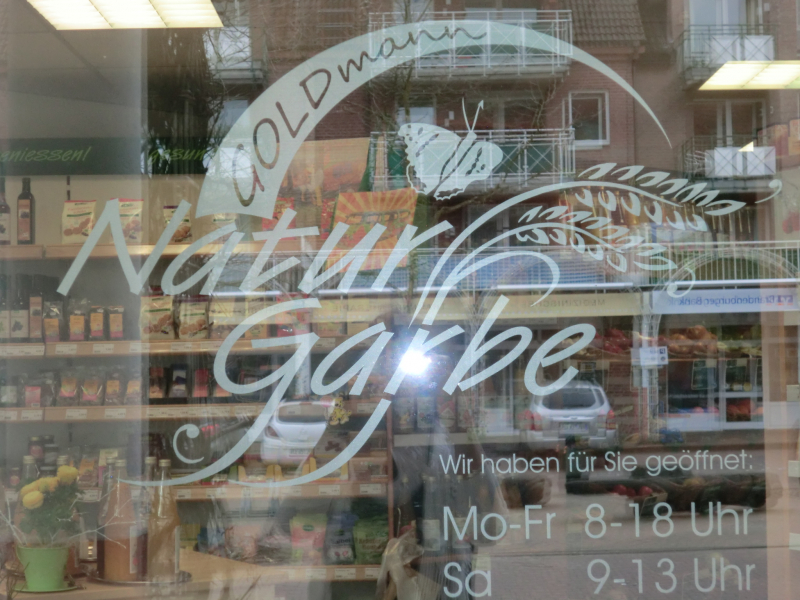 GOLDmann
Natur
Garbe
Wir haben für Sie geöffnet:
Mo-Fr 8-18 Uhr
Sa 9-13 Uhr